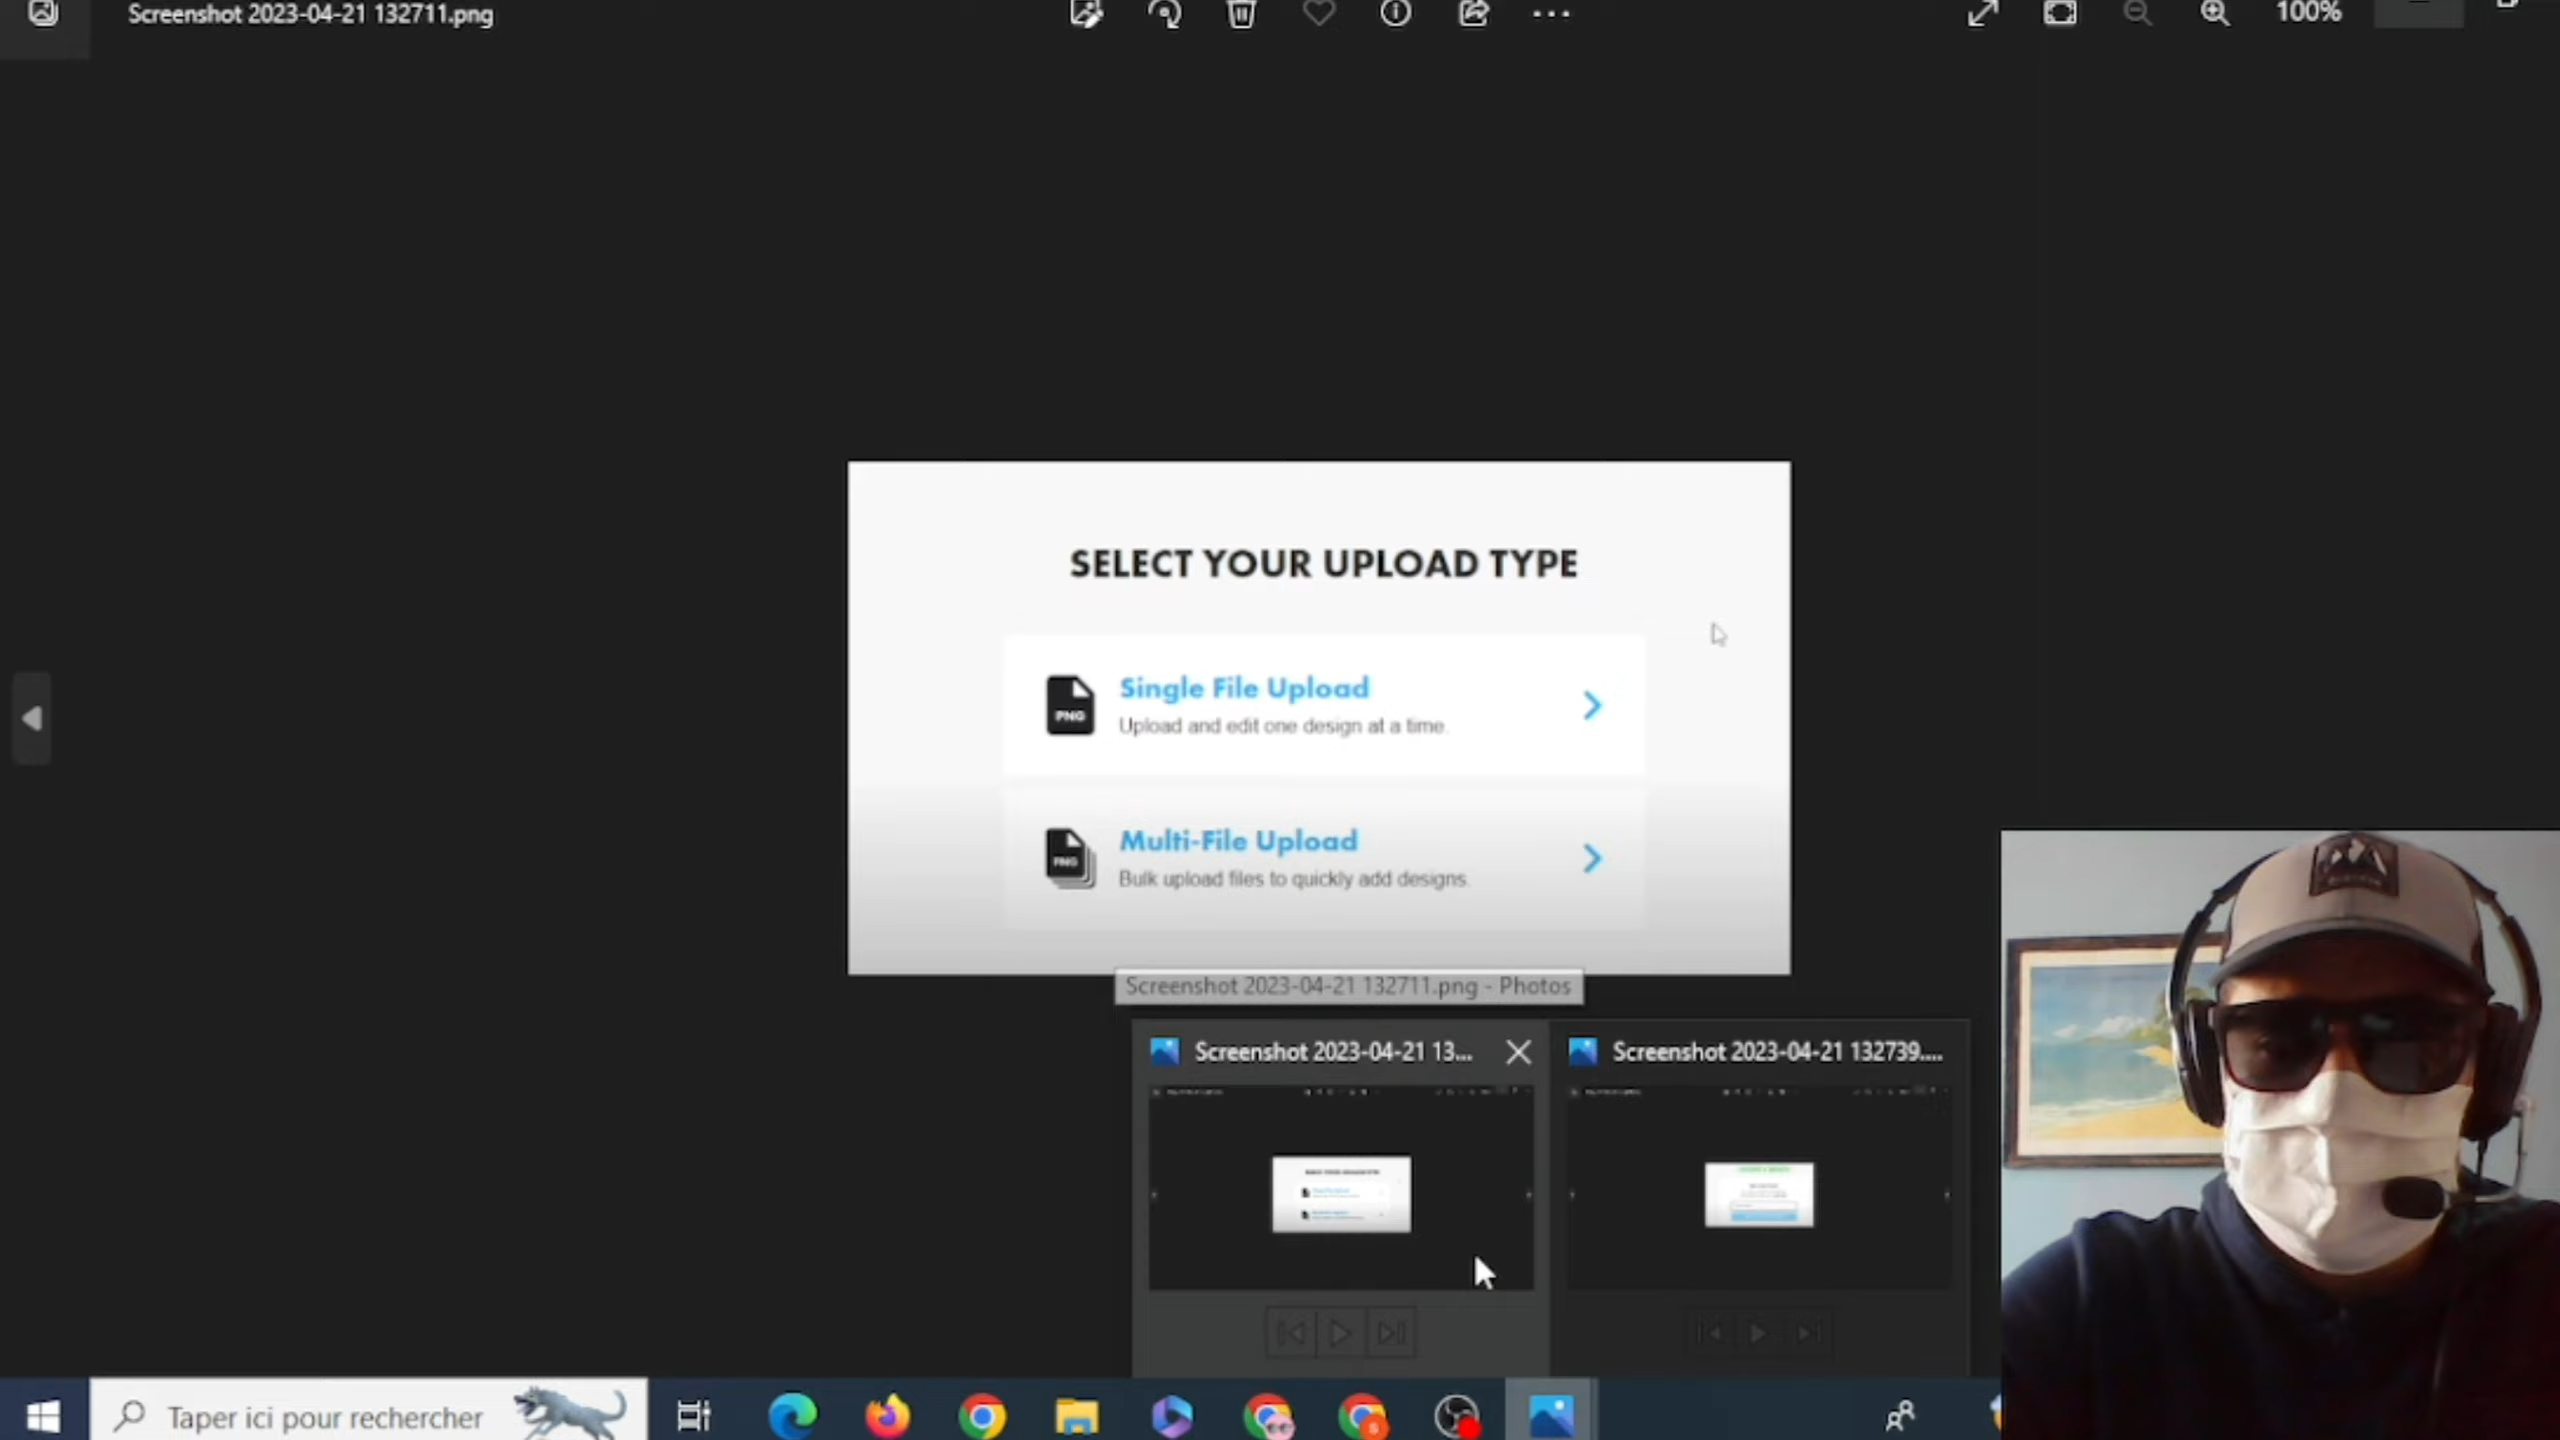 Screenshot 2023-04-21 132711.png
100%
SELECT YOUR UPLOAD TYPE
PNG
Single File Upload
Upload and edit one design at a time.
PNG
Multi-File Upload
Bulk upload files to quickly add designs.
Screenshot 2023-04-21 132711.png - Photos
Screenshot 2023-04-21 13...
Screenshot 2023-04-21 132739....
Taper ici pour rechercher